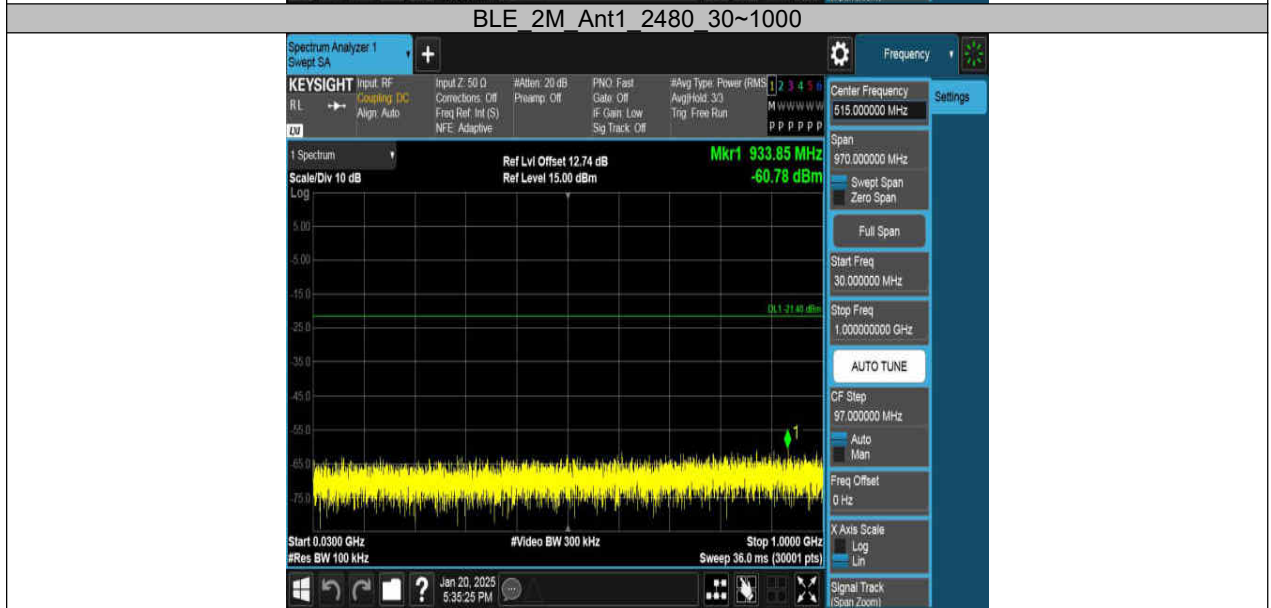 BLE_2M_Ant1_2480_30~1000
Spectrum Analyzer 1
Swept SA
+
Frequency
KEYSIGHT
RL
LXI
Input: RF
Coupling: DC
Align: Auto
Input Z: 50 Ω
Corrections: Off
Freq Ref: Int (S)
NFE: Adaptive
#Atten: 20 dB
Preamp: Off
PNO: Fast
Gate: Off
IF Gain: Low
Sig Track: Off
#Avg Type: Power (RMS
Avg|Hold: 3/3
Trig: Free Run
1 2 3 4 5 6
M W W W W W
P P P P P P
Center Frequency
515.000000 MHz
Settings
1 Spectrum
Scale/Div 10 dB
Log
Ref Lvl Offset 12.74 dB
Ref Level 15.00 dBm
Mkr1 933.85 MHz
-60.78 dBm
5.00
-5.00
-15.0
-25.0
-35.0
-45.0
-55.0
-65.0
-75.0
DL1 -21.40 dBm
1
Start 0.0300 GHz
#Res BW 100 kHz
#Video BW 300 kHz
Stop 1.0000 GHz
Sweep 36.0 ms (30001 pts)
Span
970.000000 MHz
Swept Span
Zero Span
Full Span
Start Freq
30.000000 MHz
Stop Freq
1.000000000 GHz
AUTO TUNE
CF Step
97.000000 MHz
Auto
Man
Freq Offset
0 Hz
X Axis Scale
Log
Lin
Signal Track
(Span Zoom)
?
Jan 20, 2025
5:35:25 PM